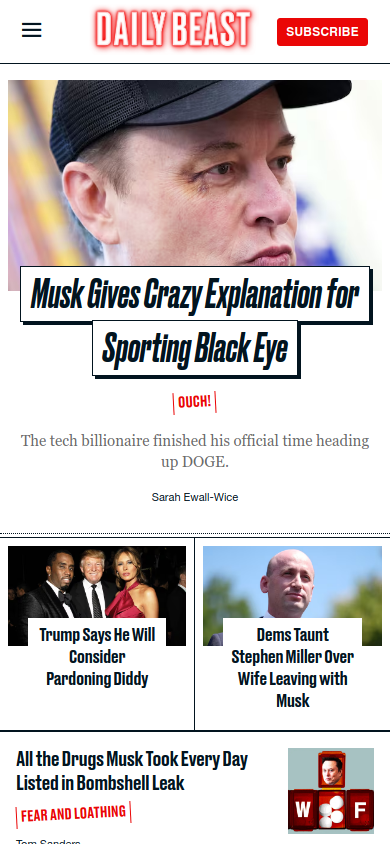 DAILY BEAST
SUBSCRIBE
Musk Gives Crazy Explanation for
Sporting Black Eye
OUCH!
The tech billionaire finished his official time heading
up DOGE.
Sarah Ewall-Wice
Trump Says He Will
Consider
Pardoning Diddy
Dems Taunt
Stephen Miller Over
Wife Leaving with
Musk
All the Drugs Musk Took Every Day
Listed in Bombshell Leak
FEAR AND LOATHING
W F
Tom Sanders